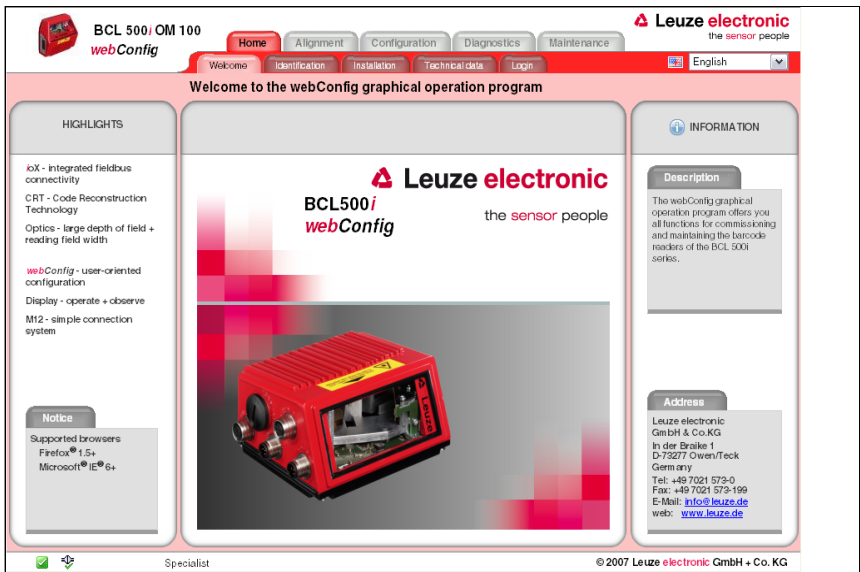 BCL 500i OM 100
webConfig
Home Alignment Configuration Diagnostics Maintenance
Leuze electronic
the sensor people
Welcome Identification Installation Technical data Login
English
Welcome to the webConfig graphical operation program
HIGHLIGHTS
ioX - integrated fieldbus
connectivity
CRT - Code Reconstruction
Technology
Optics - large depth of field +
reading field width
webConfig - user-oriented
configuration
Display - operate + observe
M12 - simple connection
system
Notice
Supported browsers
Firefox® 1.5+
Microsoft® IE® 6+
Leuze electronic
the sensor people
BCL500i
webConfig
Leuze
INFORMATION
Description
The webConfig graphical
operation program offers you
all functions for commissioning
and maintaining the barcode
readers of the BCL 500i
series.
Address
Leuze electronic
GmbH & Co.KG
In der Braike 1
D-73277 Owen/Teck
Germany
Tel: +49 7021 573-0
Fax: +49 7021 573-199
E-Mail: info@leuze.de
web: www.leuze.de
Specialist
© 2007 Leuze electronic GmbH + Co. KG